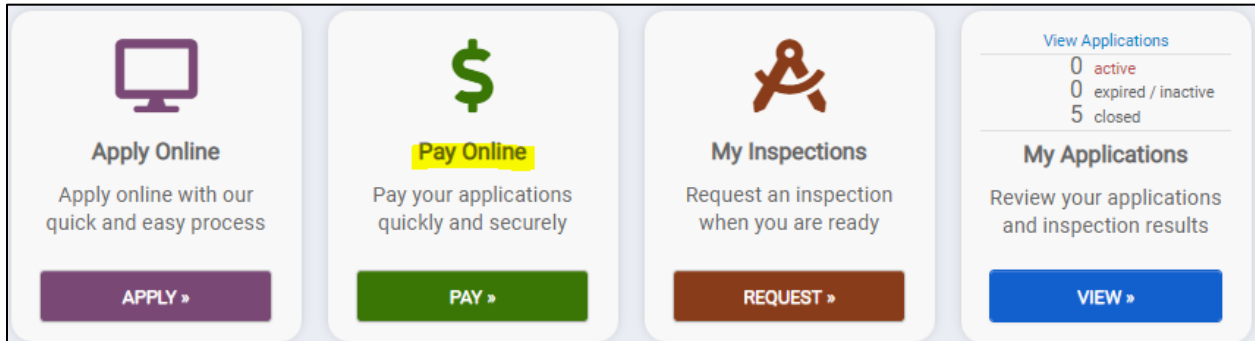 Apply Online
Apply online with our
quick and easy process
APPLY »
Pay Online
Pay your applications
quickly and securely
PAY »
My Inspections
Request an inspection
when you are ready
REQUEST »
View Applications
0 active
0 expired / inactive
5 closed
My Applications
Review your applications
and inspection results
VIEW »